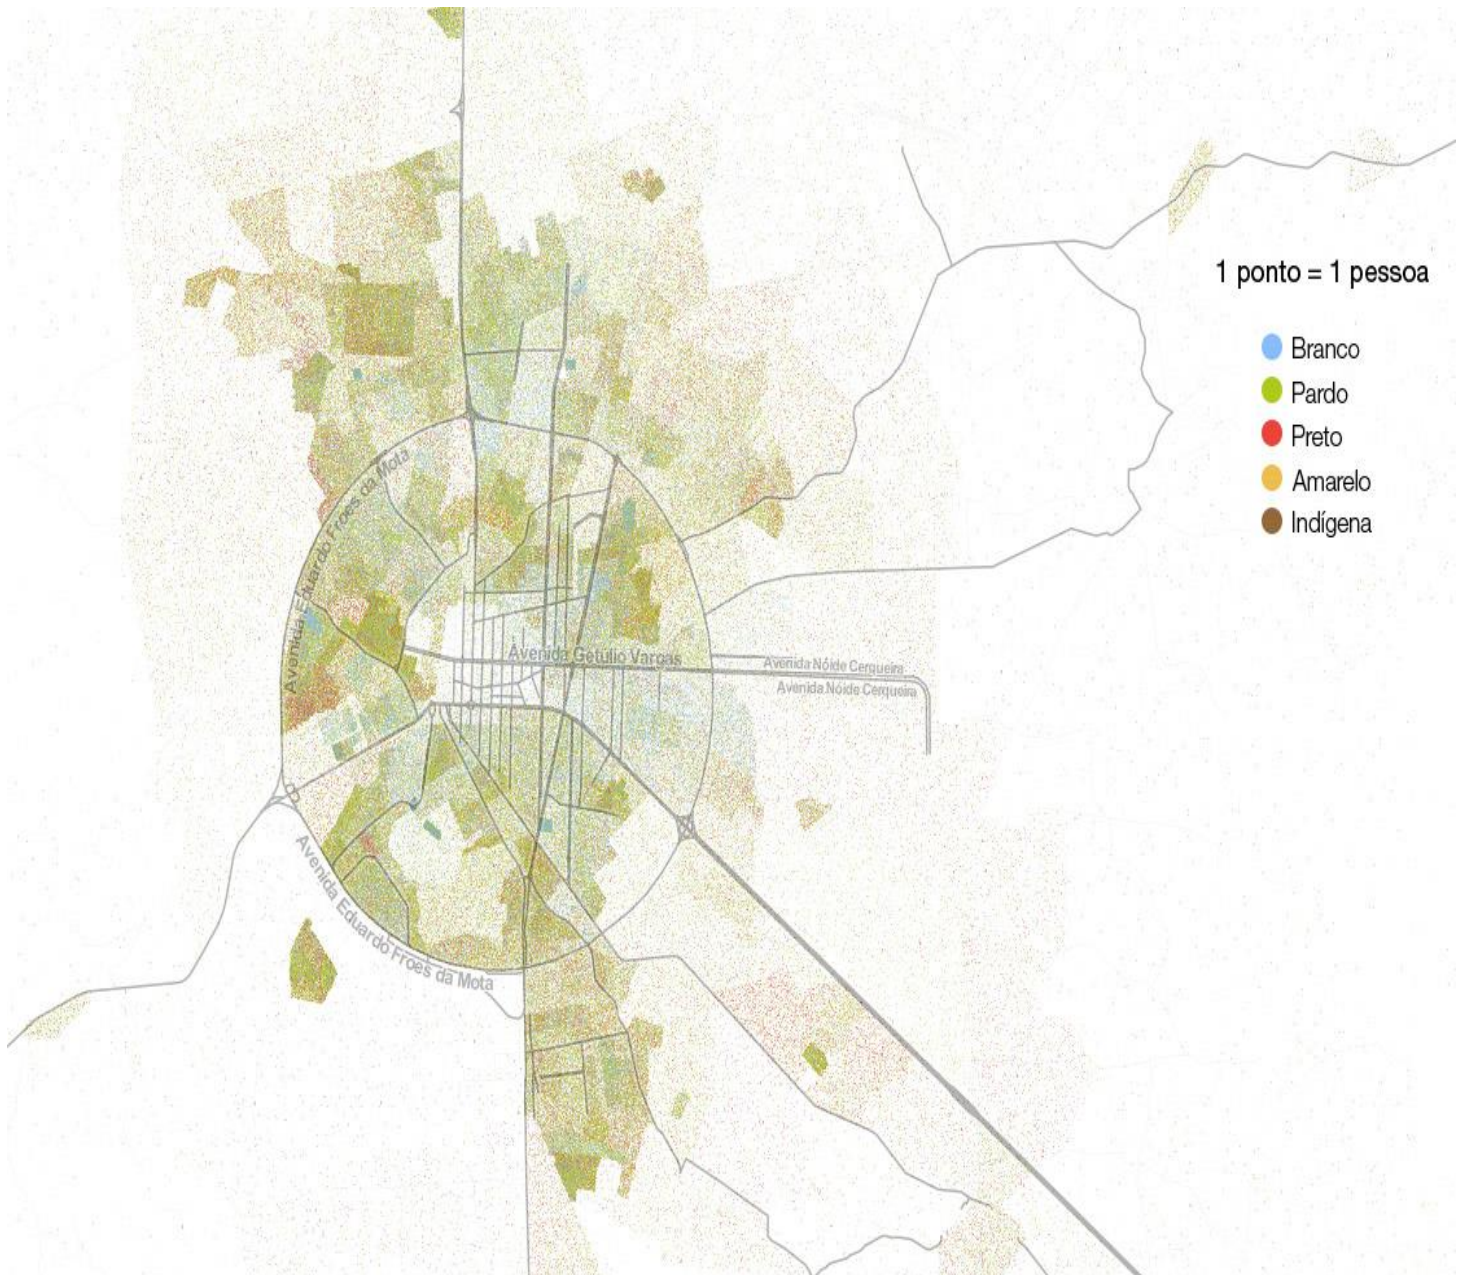 1 ponto = 1 pessoa
Branco
Pardo
Preto
Amarelo
Indígena
Avenida Eduardo Froes da Mota
Avenida Getúlio Vargas
Avenida Nóide Cerqueira
Avenida Nóide Cerqueira
Avenida Eduardo Froes da Mota